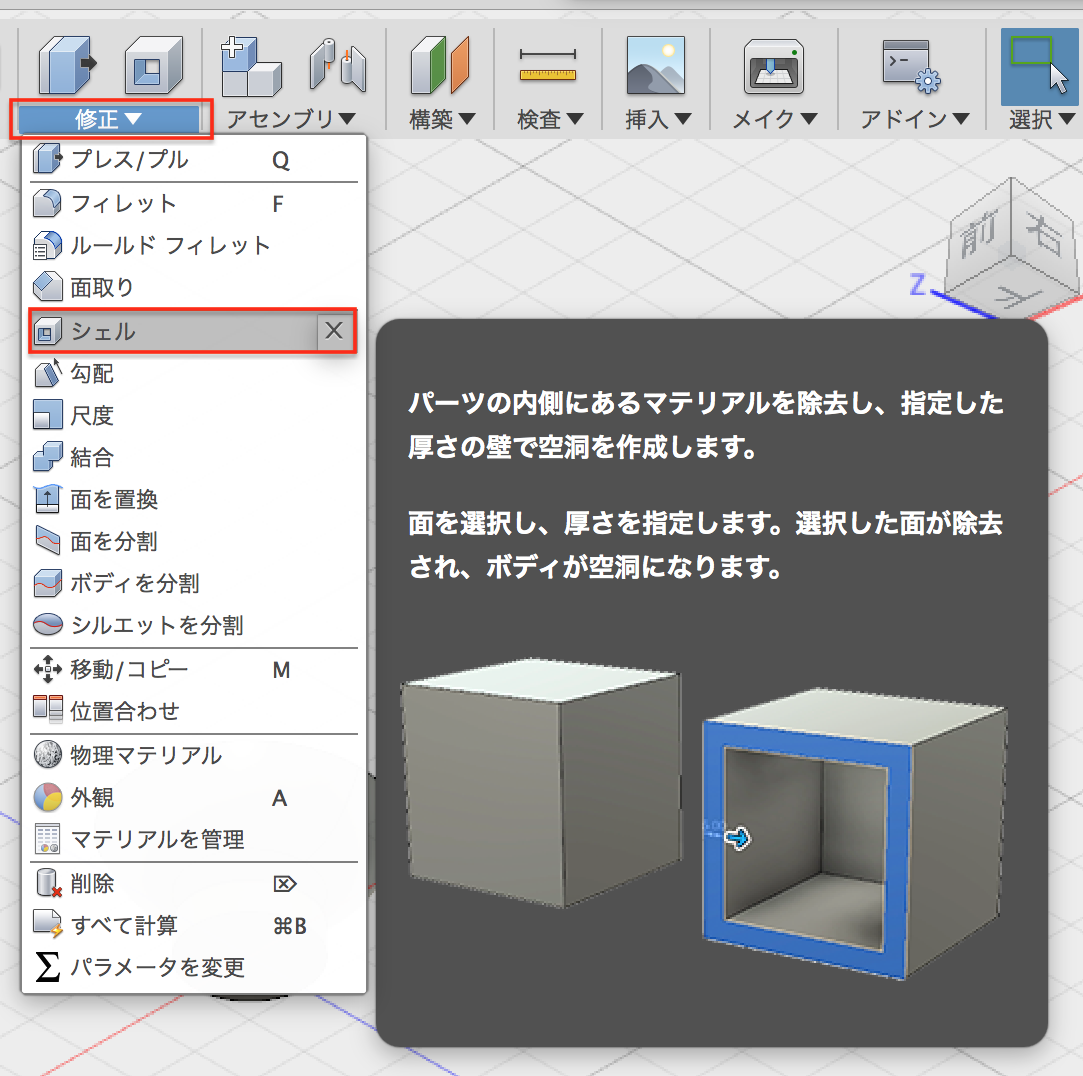 修正▼
アセンブリ▼
構築▼
検査▼
挿入▼
メイク▼
アドイン▼
選択▼
プレス/プル Q
フィレット F
ルールド フィレット
面取り
シェル X
勾配
尺度
結合
面を置換
面を分割
ボディを分割
シルエットを分割
移動/コピー M
位置合わせ
物理マテリアル
外観 A
マテリアルを管理
削除 ⌦
すべて計算 ⌘B
パラメータを変更
パーツの内側にあるマテリアルを除去し、指定した
厚さの壁で空洞を作成します。
面を選択し、厚さを指定します。選択した面が除去
され、ボディが空洞になります。
前
右
Z